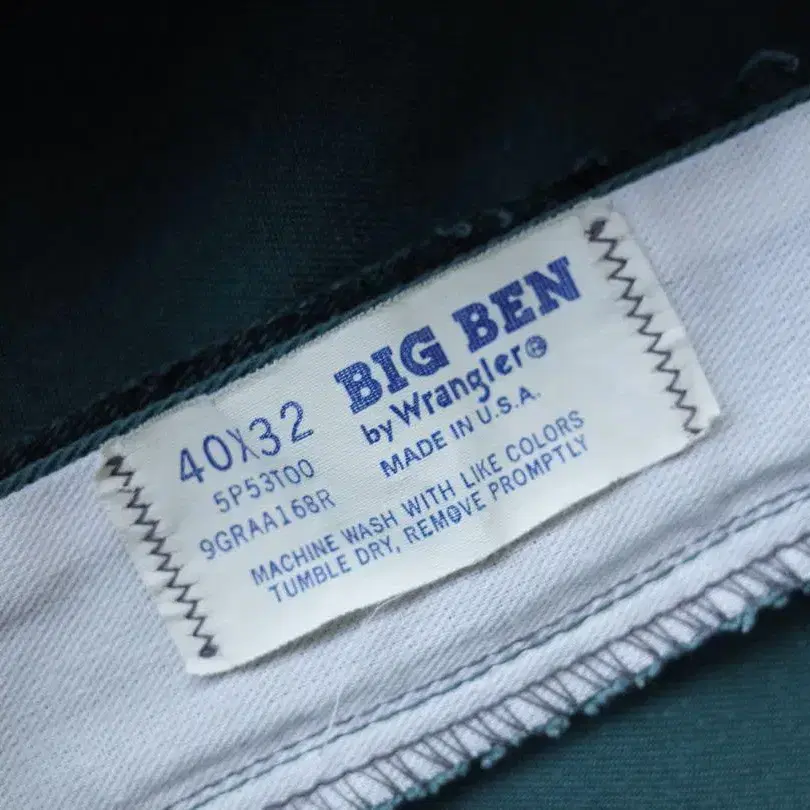 BIG BEN
by Wrangler®
MADE IN U.S.A.
40X32
5P53T00
9GRAA168R
MACHINE WASH WITH LIKE COLORS
TUMBLE DRY, REMOVE PROMPTLY